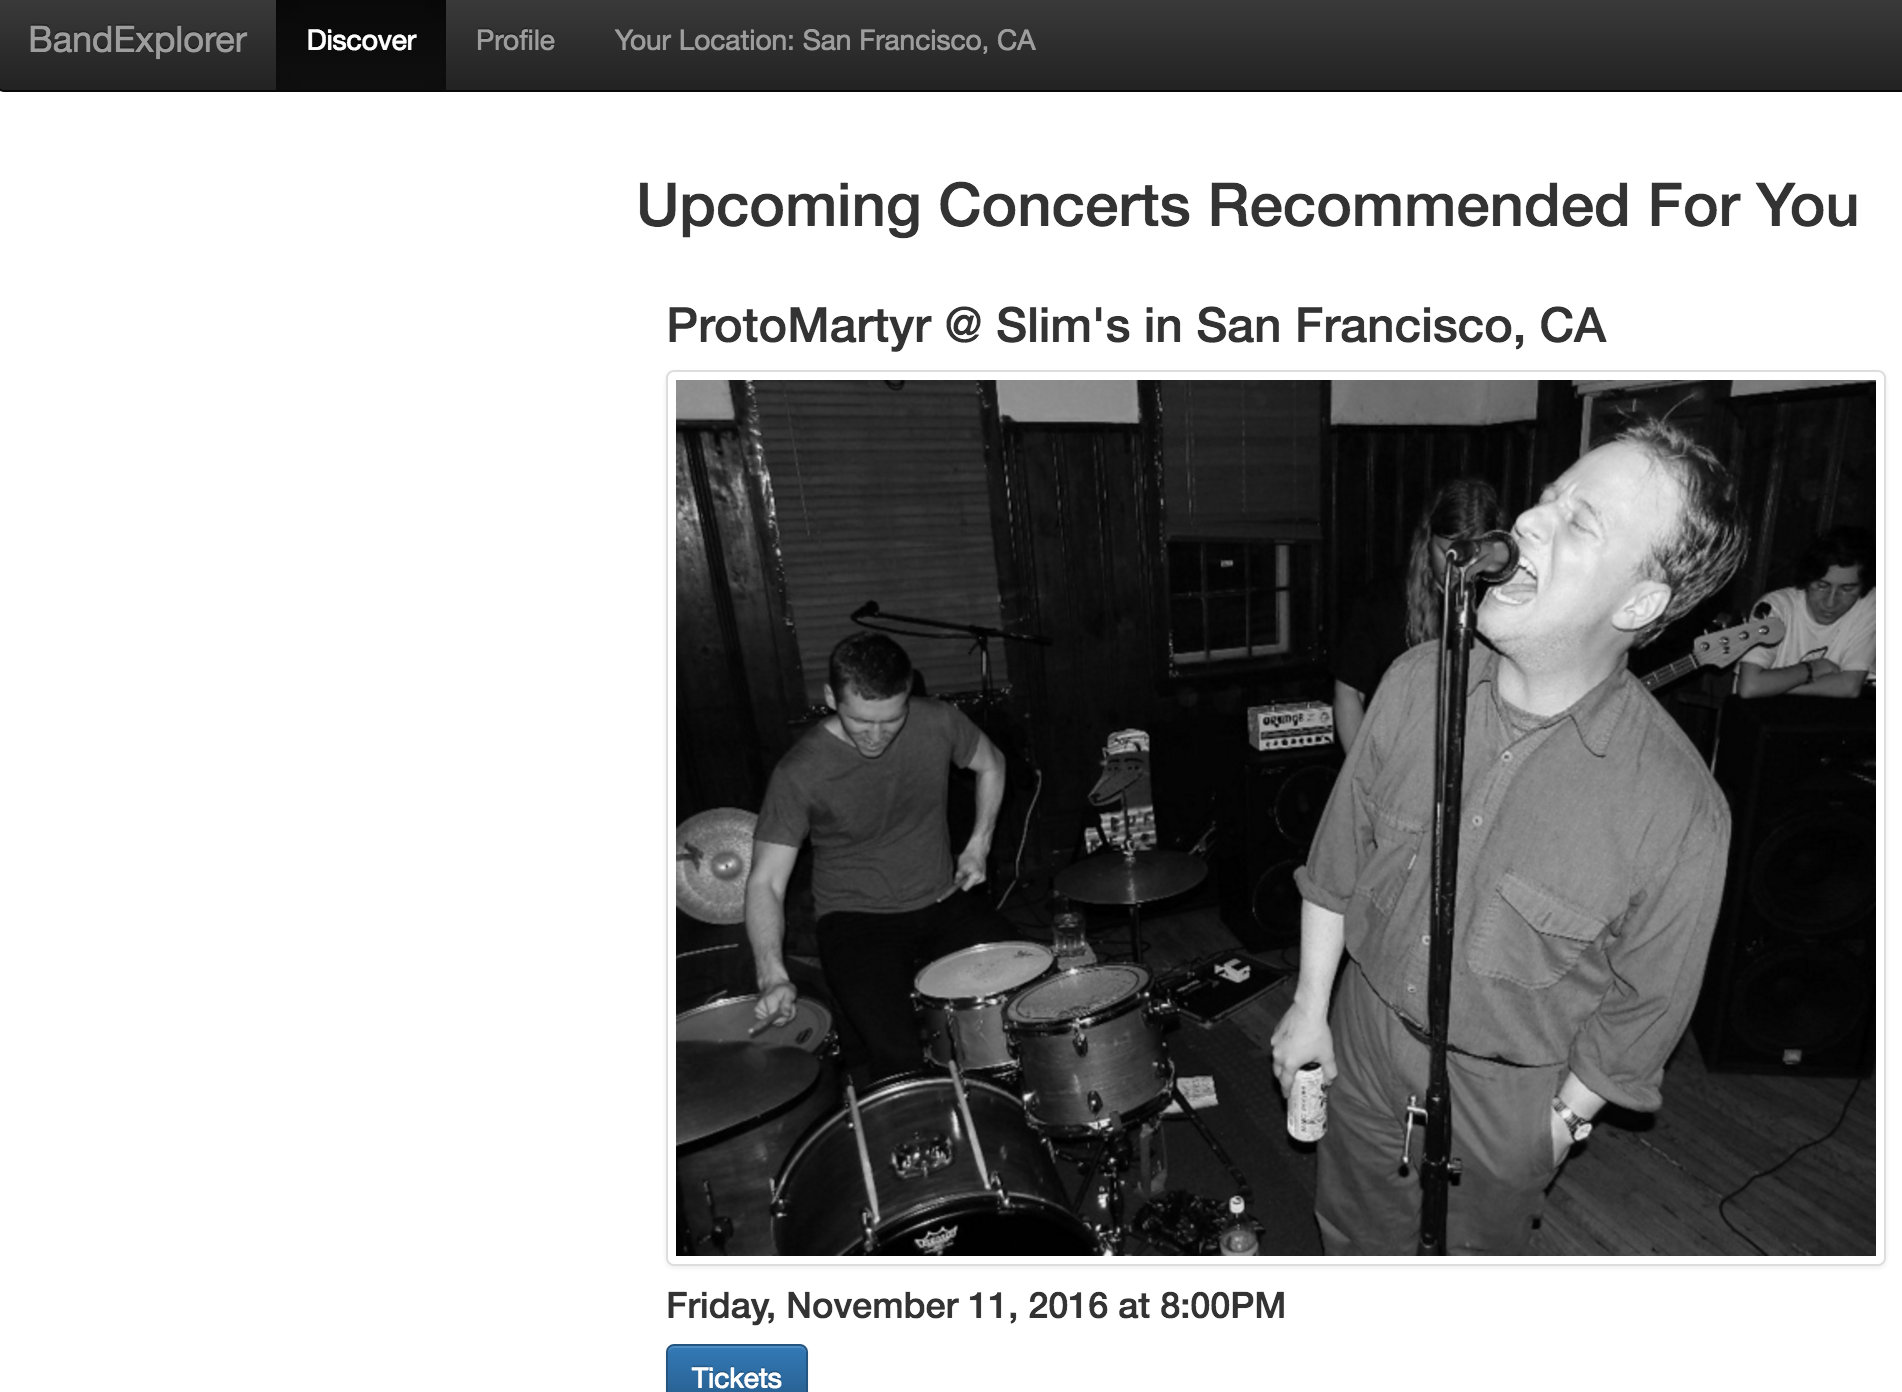 BandExplorer Discover Profile Your Location: San Francisco, CA
Upcoming Concerts Recommended For You
ProtoMartyr @ Slim's in San Francisco, CA
ORANGE
REMO
Friday, November 11, 2016 at 8:00PM
Tickets